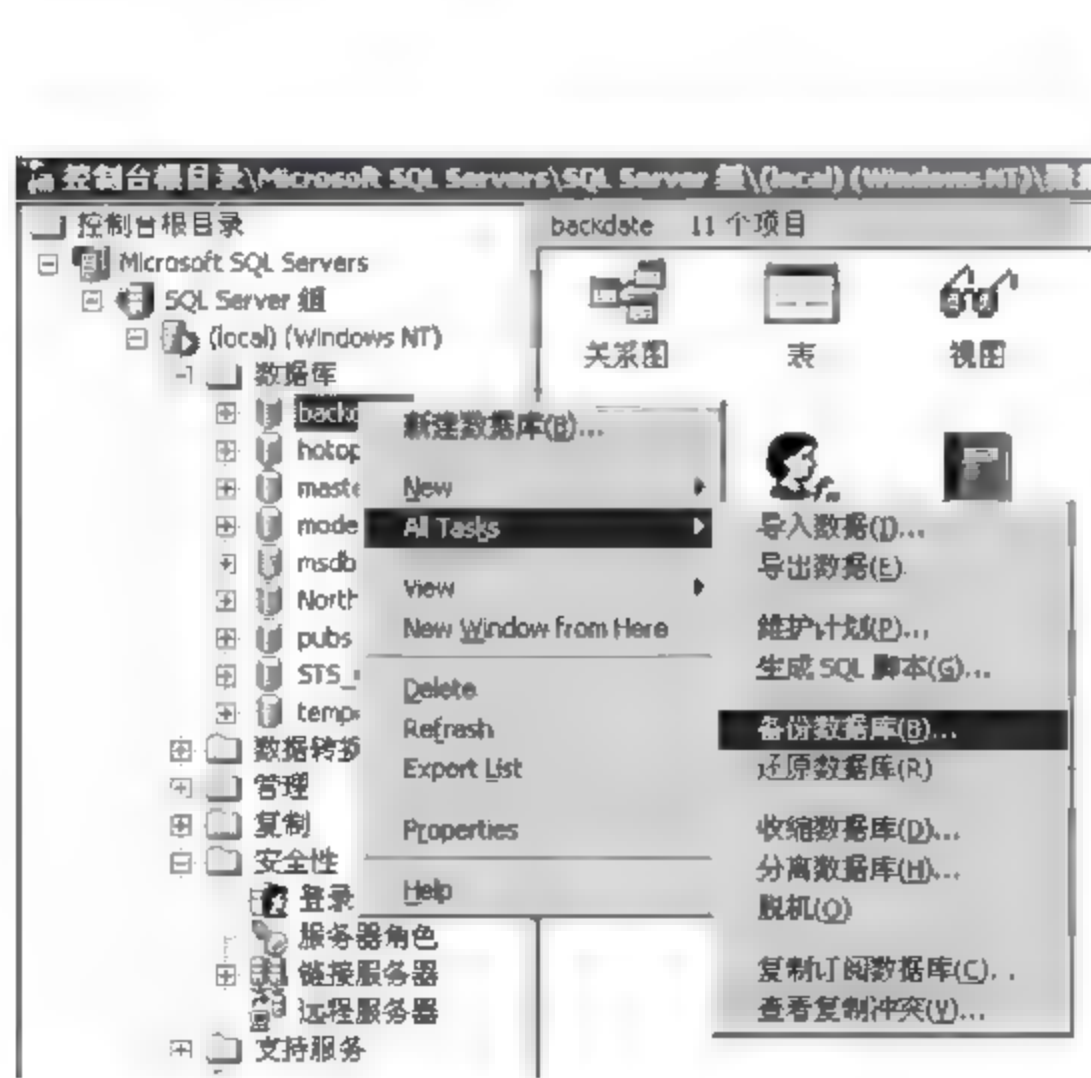 控制台根目录\Microsoft SQL Servers\SQL Server 组\(local) (Windows NT)\
控制台根目录
backdate 11 个项目
Microsoft SQL Servers
SQL Server 组
(local) (Windows NT)
数据库
backd
hotop
maste
mode
msdb
North
pubs
STS_
temp
数据转换
管理
复制
安全性
登录
服务器角色
链接服务器
远程服务器
支持服务
关系图
表
视图
新建数据库(B)...
New
All Tasks
View
New Window from Here
Delete
Refresh
Export List
Properties
Help
导入数据(I)...
导出数据(E)
维护计划(P)...
生成 SQL 脚本(G)...
备份数据库(B)...
还原数据库(R)
收缩数据库(D)...
分离数据库(H)...
脱机(O)
复制订阅数据库(C)...
查看复制冲突(V)...